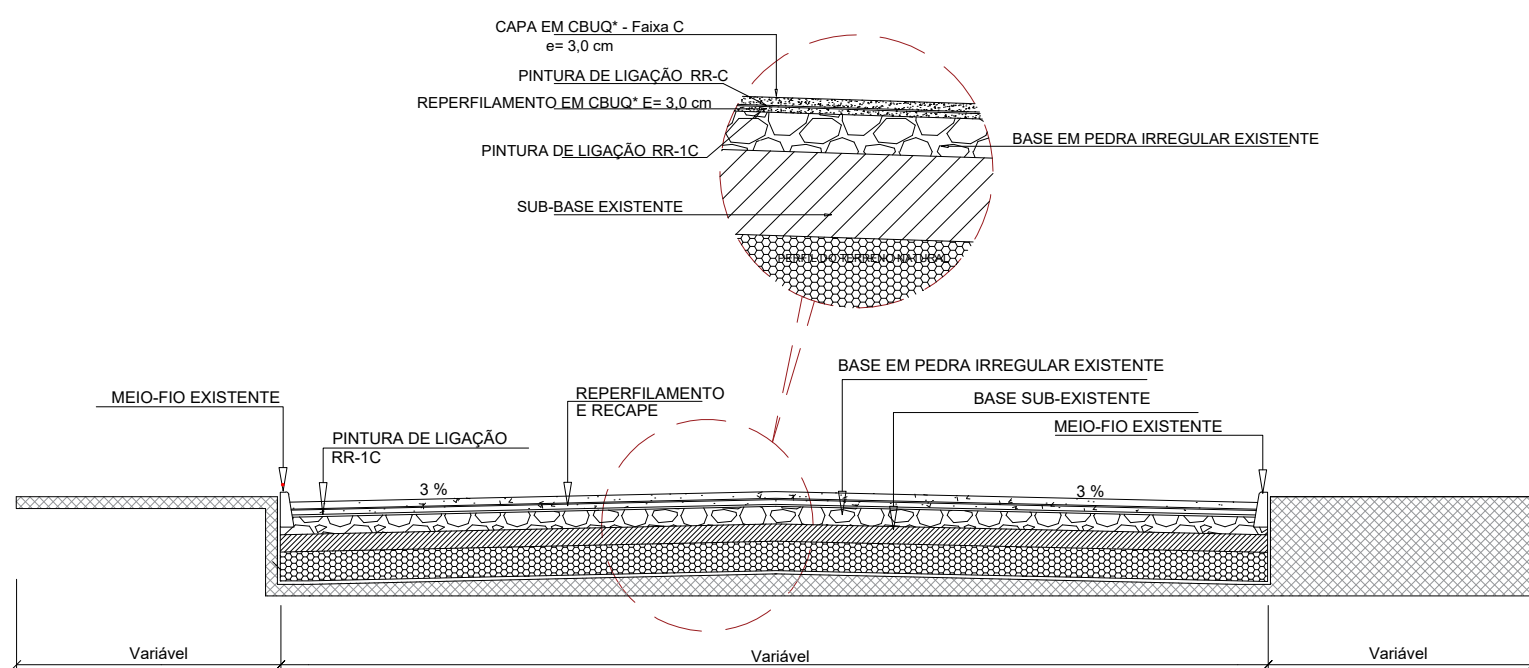 CAPA EM CBUQ* - Faixa C
e= 3,0 cm
PINTURA DE LIGAÇÃO RR-C
REPERFILAMENTO EM CBUQ* E= 3,0 cm
PINTURA DE LIGAÇÃO RR-1C
BASE EM PEDRA IRREGULAR EXISTENTE
SUB-BASE EXISTENTE
PERFIL DO TERRENO NATURAL
MEIO-FIO EXISTENTE
REPERFILAMENTO
E RECAPE
BASE EM PEDRA IRREGULAR EXISTENTE
BASE SUB-EXISTENTE
MEIO-FIO EXISTENTE
PINTURA DE LIGAÇÃO
RR-1C
3 %
3 %
Variável
Variável
Variável